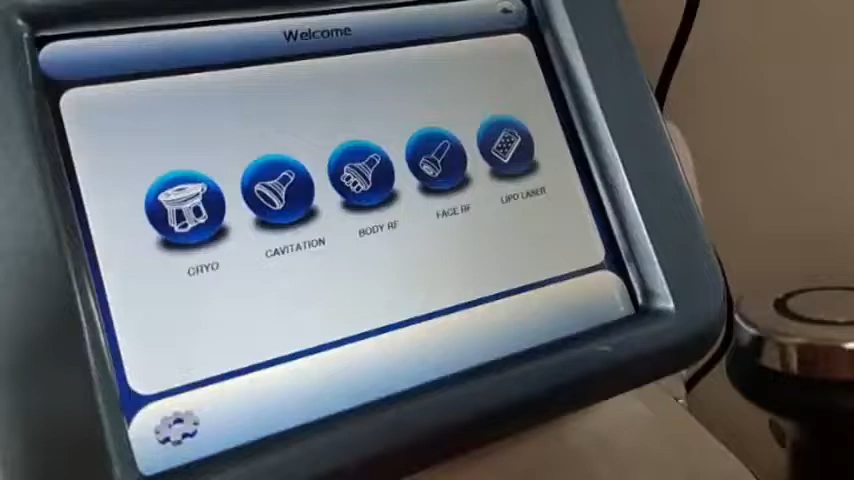 Welcome
CRYO
CAVITATION
BODY RF
FACE RF
LIPO LASER